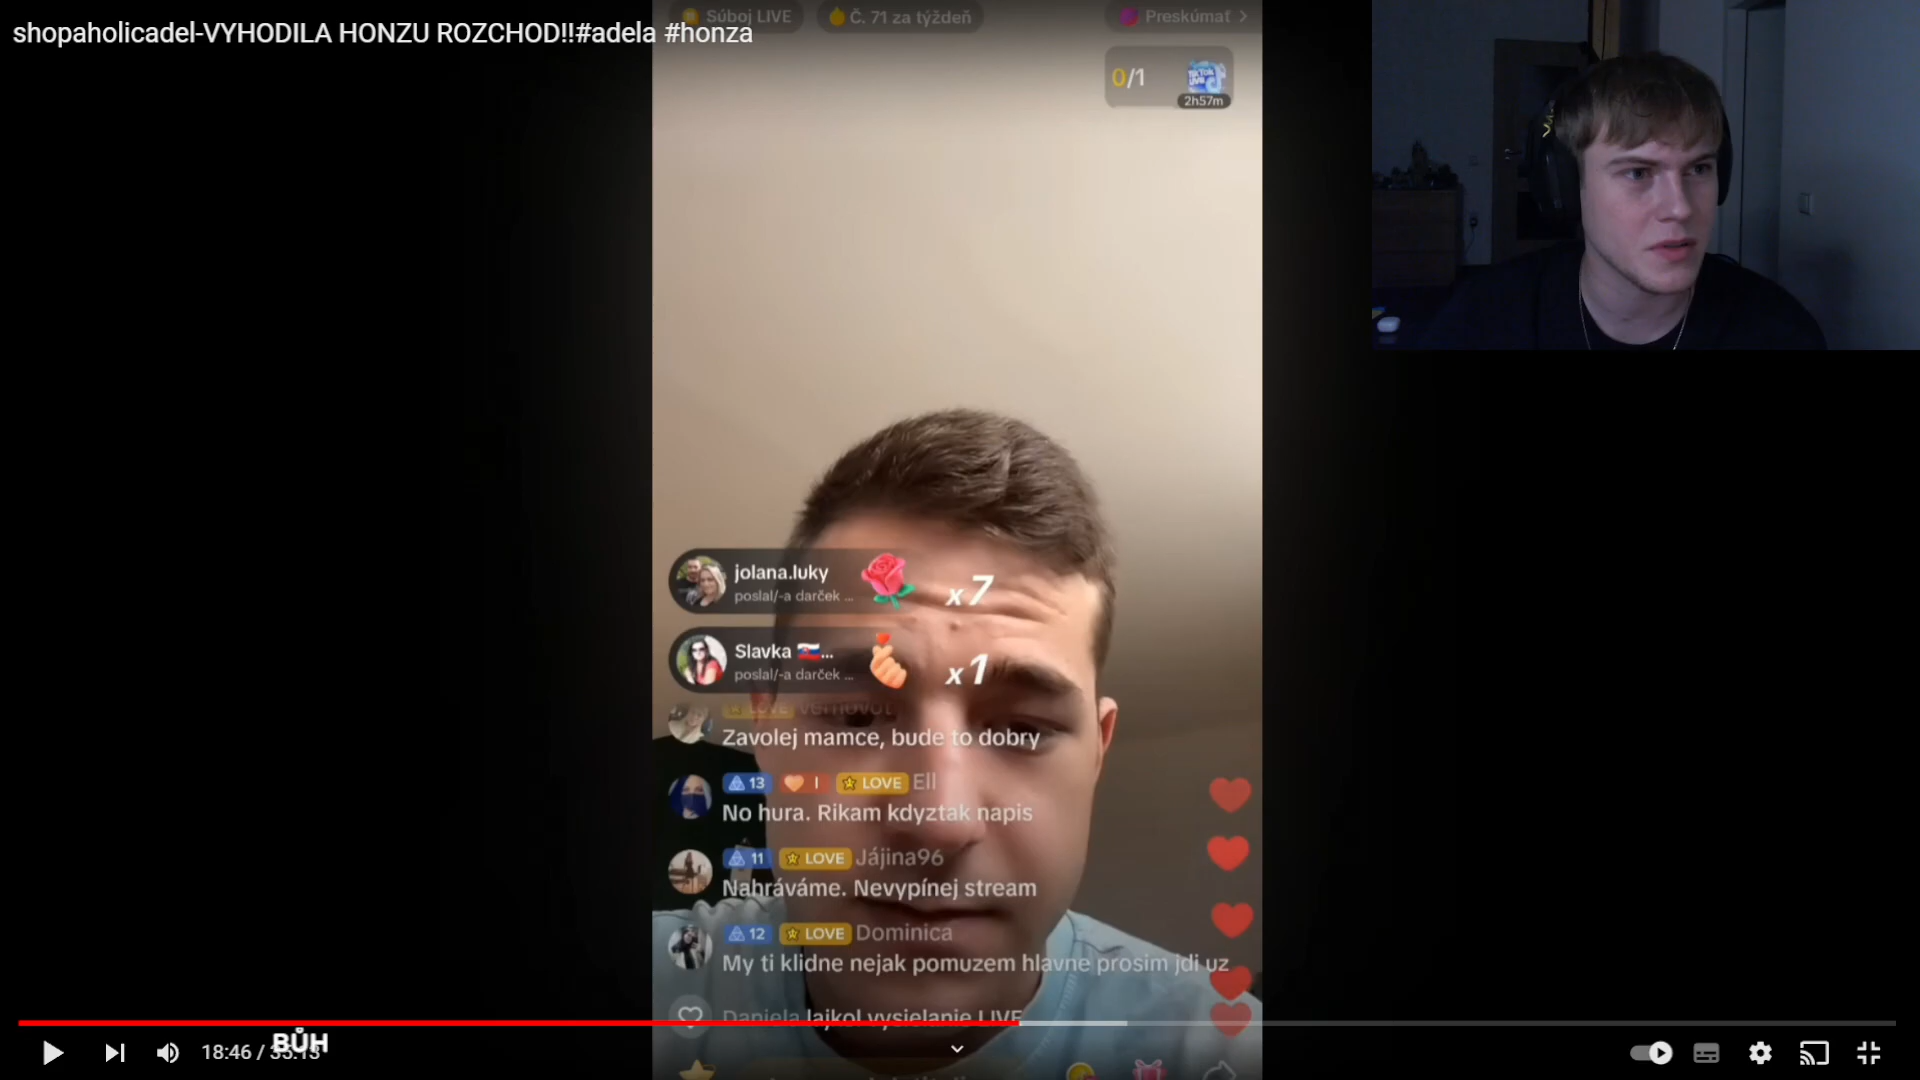 Súboj LIVE
Č. 71 za týždeň
Preskúmať
shopaholicadel-VYHODILA HONZU ROZCHOD!!#adela #honza
0/1
2h57m
jolana.luky
poslal/-a darček ...
x7
Slavka 🇸🇰...
poslal/-a darček ...
x1
LOVE
Zavolej mamce, bude to dobry
13 I LOVE Ell
No hura. Rikam kdyztak napis
11 LOVE Jájina96
Nahráváme. Nevypínej stream
12 LOVE Dominica
My ti klidne nejak pomuzem hlavne prosim jdi uz
Daniela lajkol vysielanie LIVE
BŮH
18:46 / 35:13